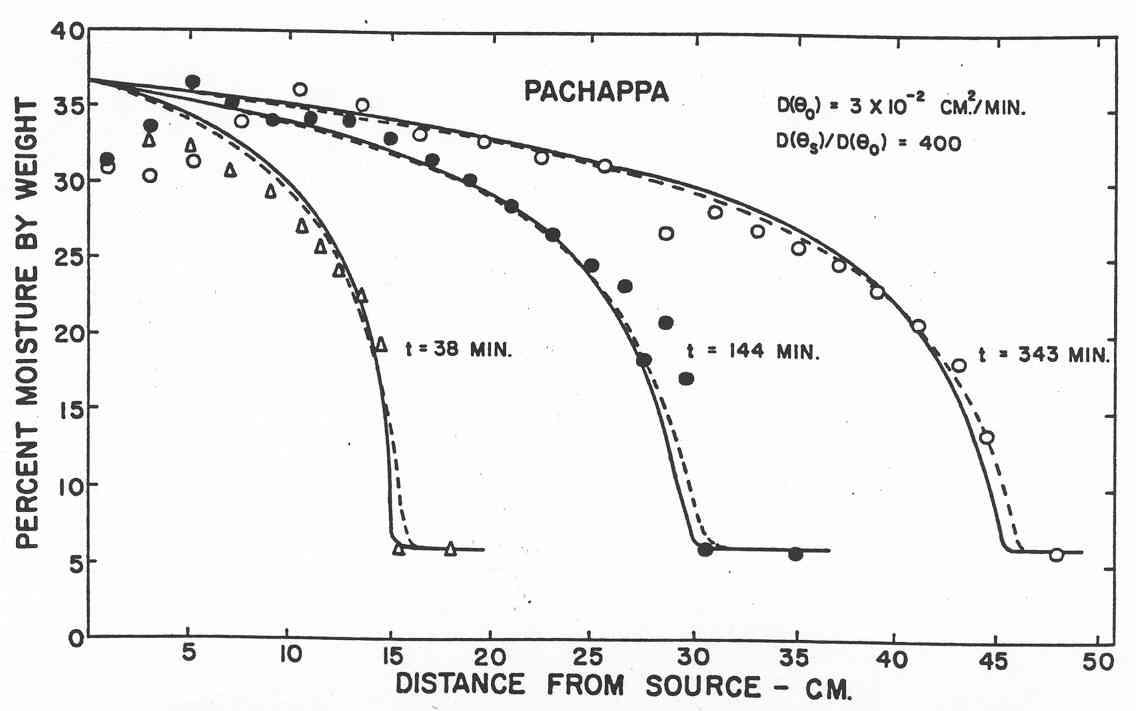 PACHAPPA
D(θ₀) = 3 X 10⁻² CM²/MIN.
D(θₛ)/D(θ₀) = 400
PERCENT MOISTURE BY WEIGHT
40
35
30
25
20
15
10
5
0
t = 38 MIN.
t = 144 MIN.
t = 343 MIN.
5 10 15 20 25 30 35 40 45 50
DISTANCE FROM SOURCE - CM.